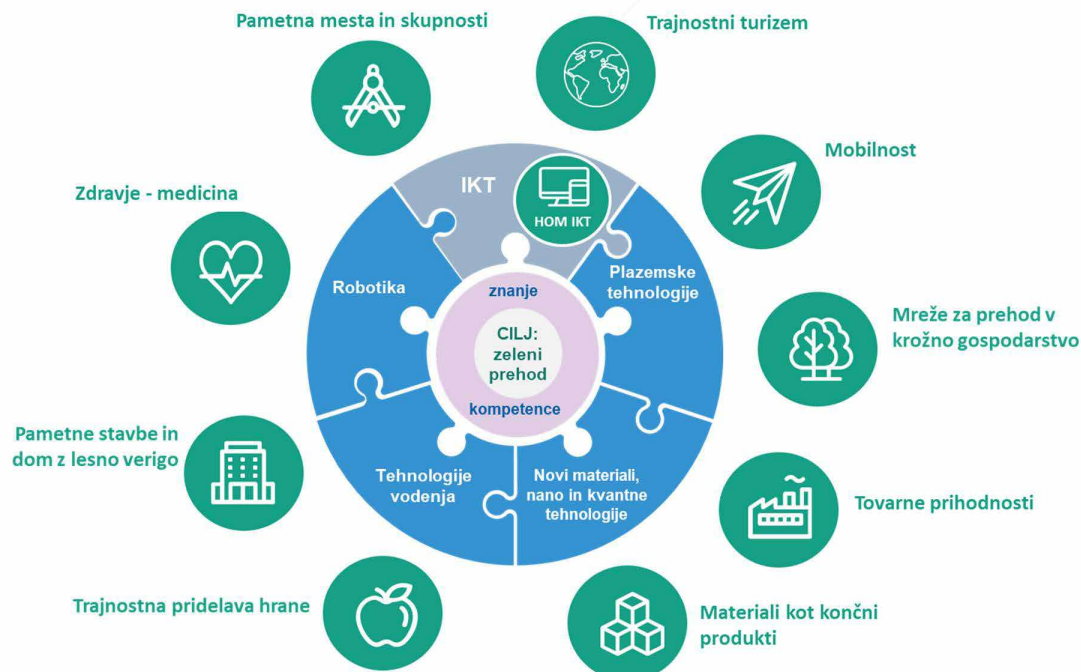 Pametna mesta in skupnosti
Trajnostni turizem
Mobilnost
Zdravje - medicina
IKT
HOM IKT
Robotika
Plazemske
tehnologije
znanje
CILJ:
zeleni
prehod
kompetence
Mreže za prehod v
krožno gospodarstvo
Pametne stavbe in
dom z lesno verigo
Tehnologije
vodenja
Novi materiali,
nano in kvantne
tehnologije
Tovarne prihodnosti
Trajnostna pridelava hrane
Materiali kot končni
produkti